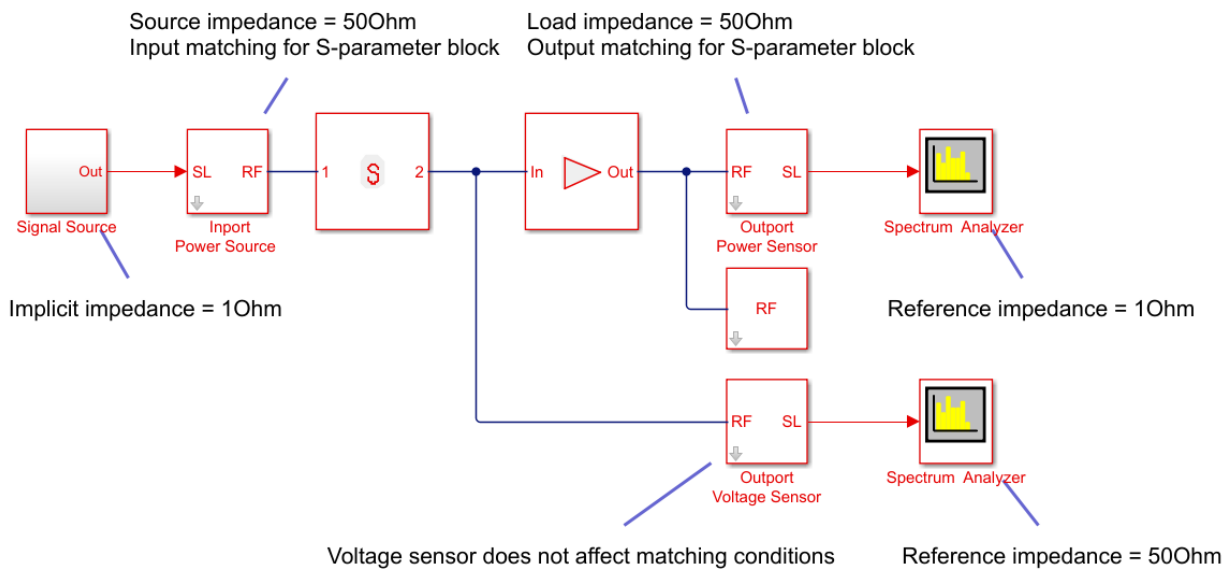 Source impedance = 50Ohm
Input matching for S-parameter block
Load impedance = 50Ohm
Output matching for S-parameter block
Out
SL
RF
1
S
2
In
Out
RF
SL
Signal Source
Inport
Power Source
Outport
Power Sensor
Spectrum Analyzer
Implicit impedance = 1Ohm
RF
Reference impedance = 1Ohm
RF
SL
Outport
Voltage Sensor
Spectrum Analyzer
Voltage sensor does not affect matching conditions
Reference impedance = 50Ohm